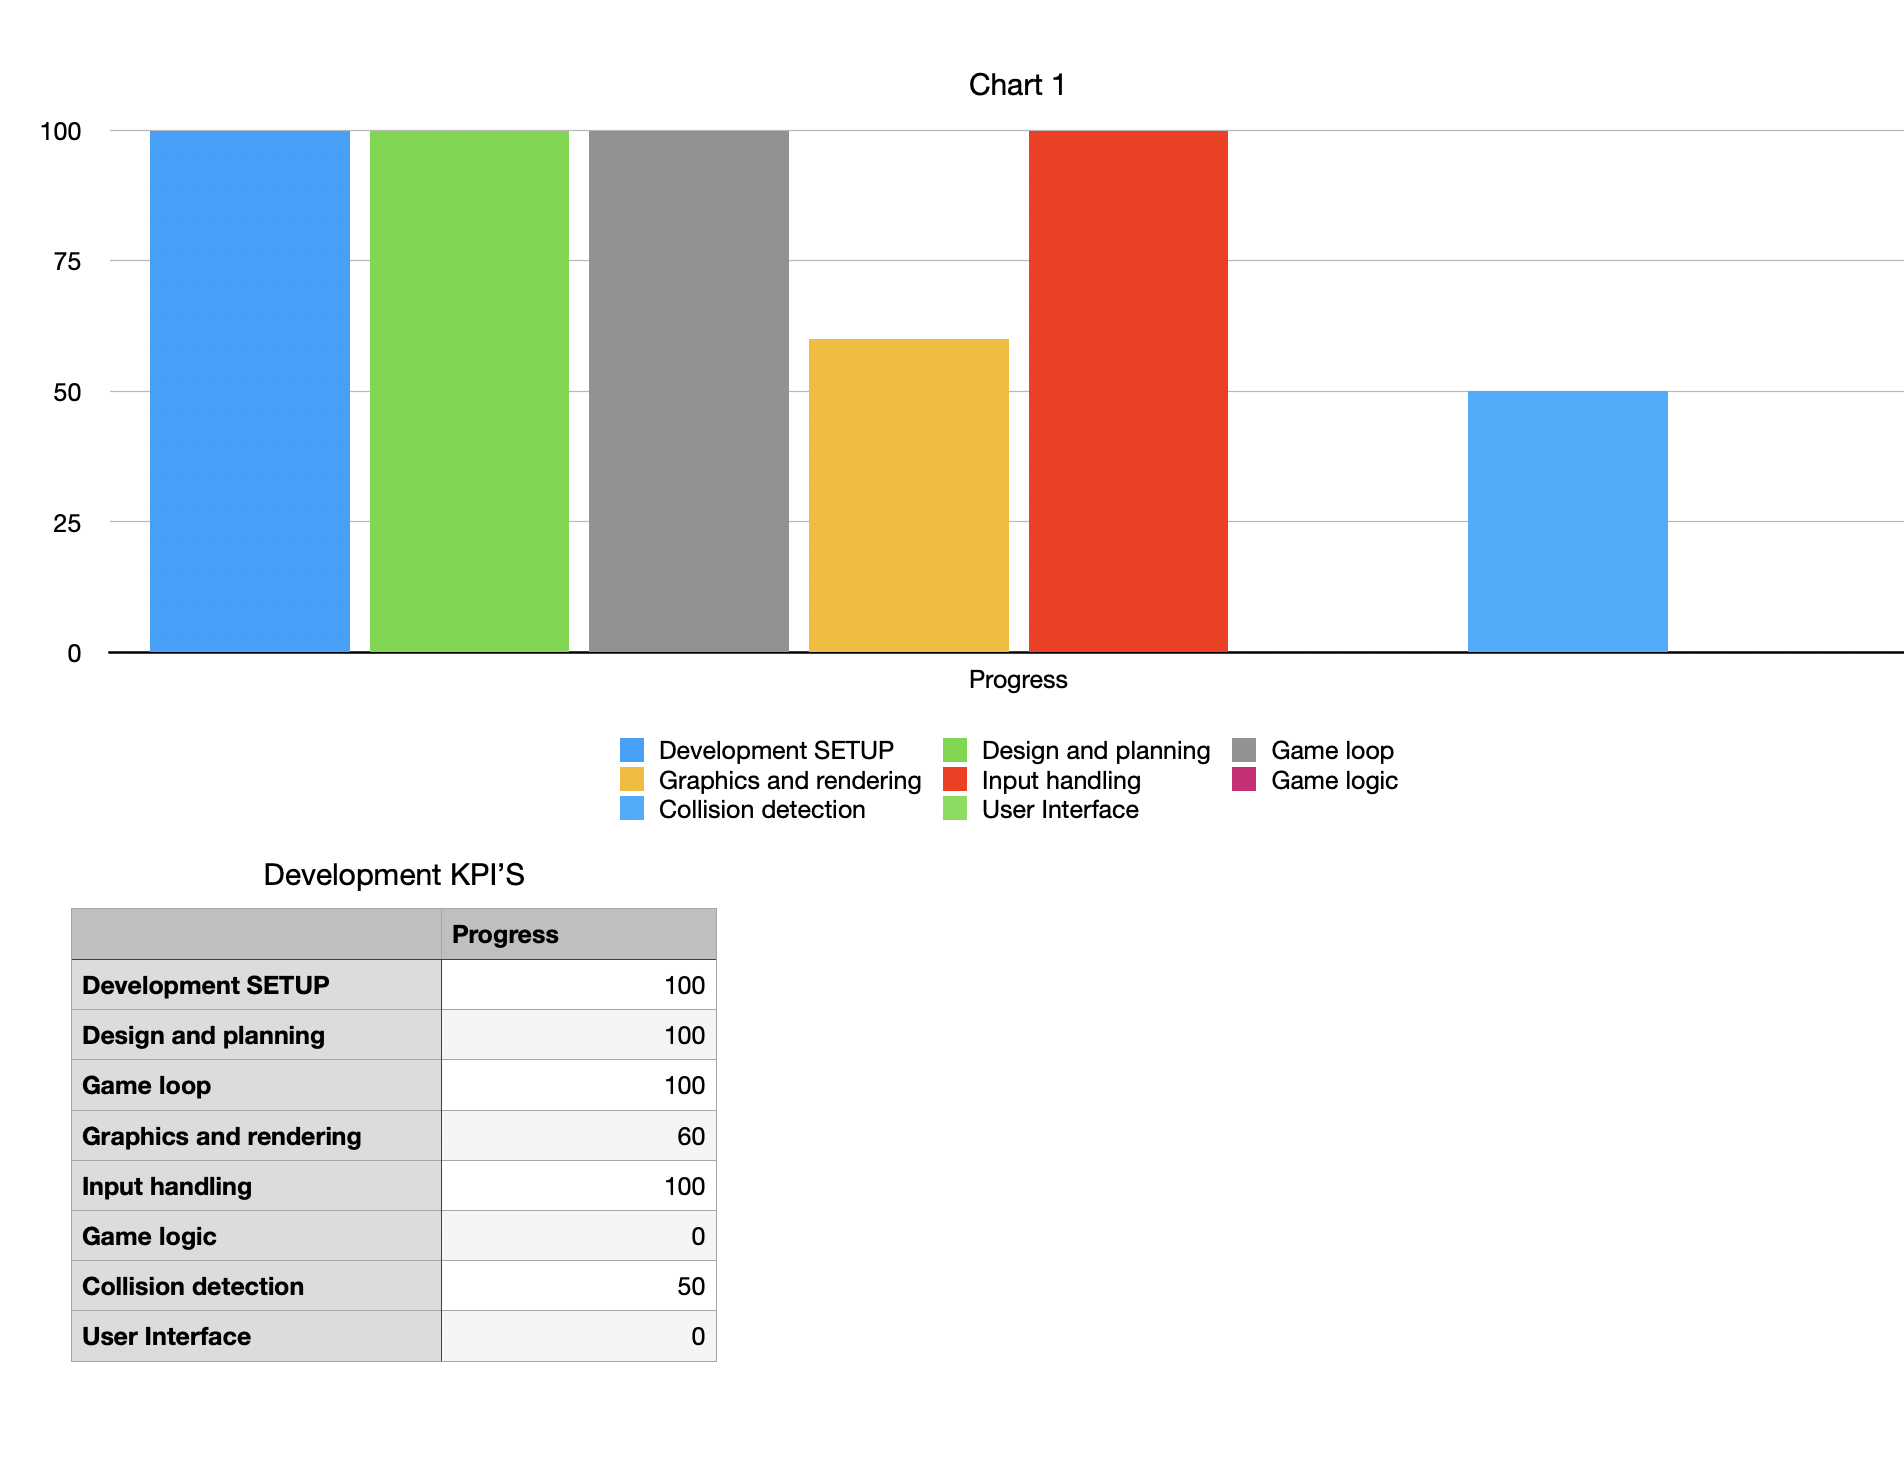 Chart 1
100
75
50
25
0
Progress
Development SETUP Design and planning Game loop
Graphics and rendering Input handling Game logic
Collision detection User Interface
Development KPI’S
Progress
Development SETUP 100
Design and planning 100
Game loop 100
Graphics and rendering 60
Input handling 100
Game logic 0
Collision detection 50
User Interface 0